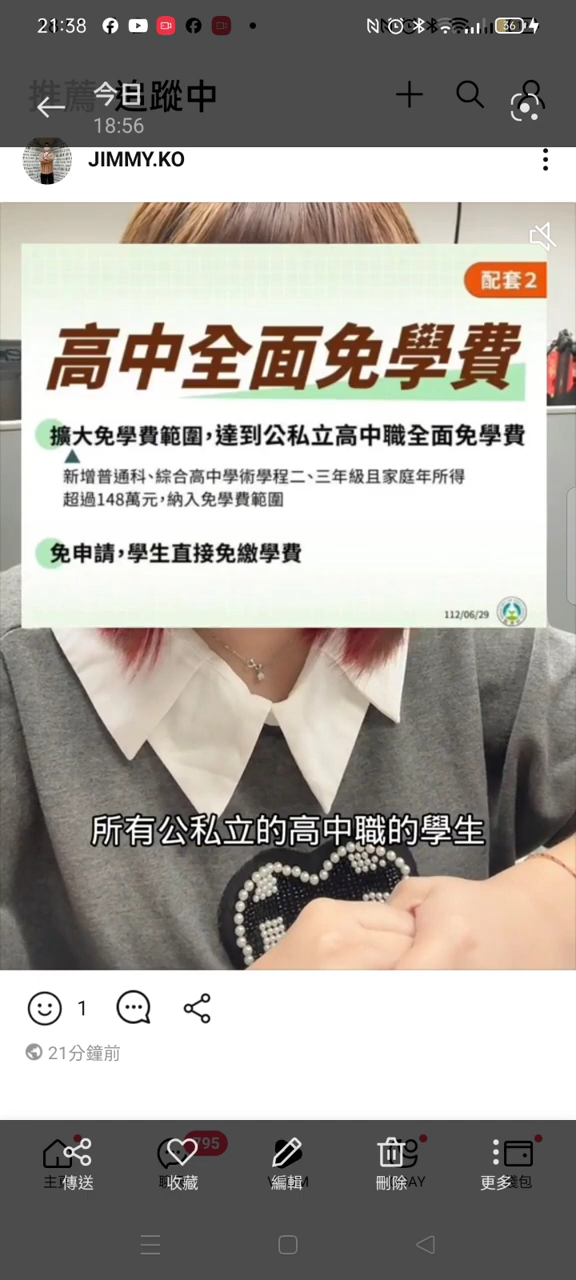 21:38
36
推薦 追蹤中
今日
18:56
JIMMY.KO
配套2
高中全面免學費
擴大免學費範圍,達到公私立高中職全面免學費
新增普通科、綜合高中學術學程二、三年級且家庭年所得
超過148萬元,納入免學費範圍
免申請,學生直接免繳學費
112/06/29
所有公私立的高中職的學生
1
21分鐘前
795
傳送
收藏
編輯
刪除
更多